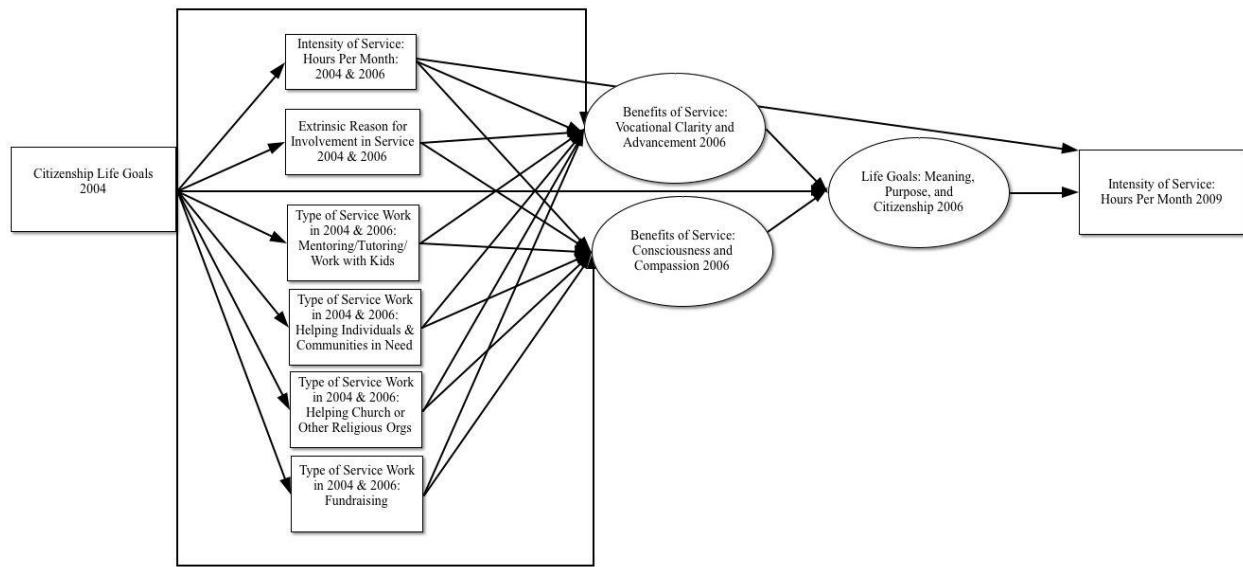 Citizenship Life Goals
2004
Intensity of Service:
Hours Per Month:
2004 & 2006
Extrinsic Reason for
Involvement in Service
2004 & 2006
Type of Service Work
in 2004 & 2006:
Mentoring/Tutoring/
Work with Kids
Type of Service Work
in 2004 & 2006:
Helping Individuals &
Communities in Need
Type of Service Work
in 2004 & 2006:
Helping Church or
Other Religious Orgs
Type of Service Work
in 2004 & 2006:
Fundraising
Benefits of Service:
Vocational Clarity and
Advancement 2006
Benefits of Service:
Consciousness and
Compassion 2006
Life Goals: Meaning,
Purpose, and
Citizenship 2006
Intensity of Service:
Hours Per Month 2009